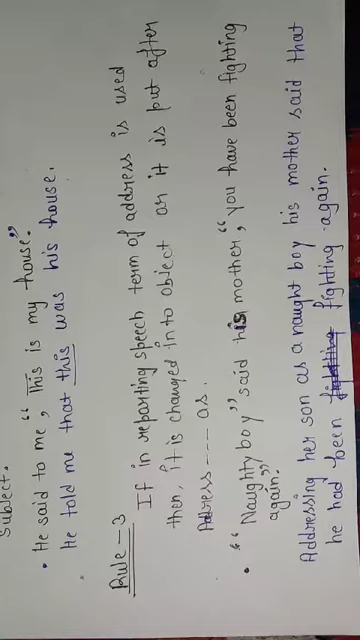 Subject.
• He said to me, "This is my house."
He told me that this was his house.
Rule-3
If in reporting speech term of address is used
then, it is changed in to object or it is put after
Address ---- as.
• "Naughty boy" said his mother, "you have been fighting
again."
Addressing her son as a naught boy his mother said that
he had been fighting fighting again.